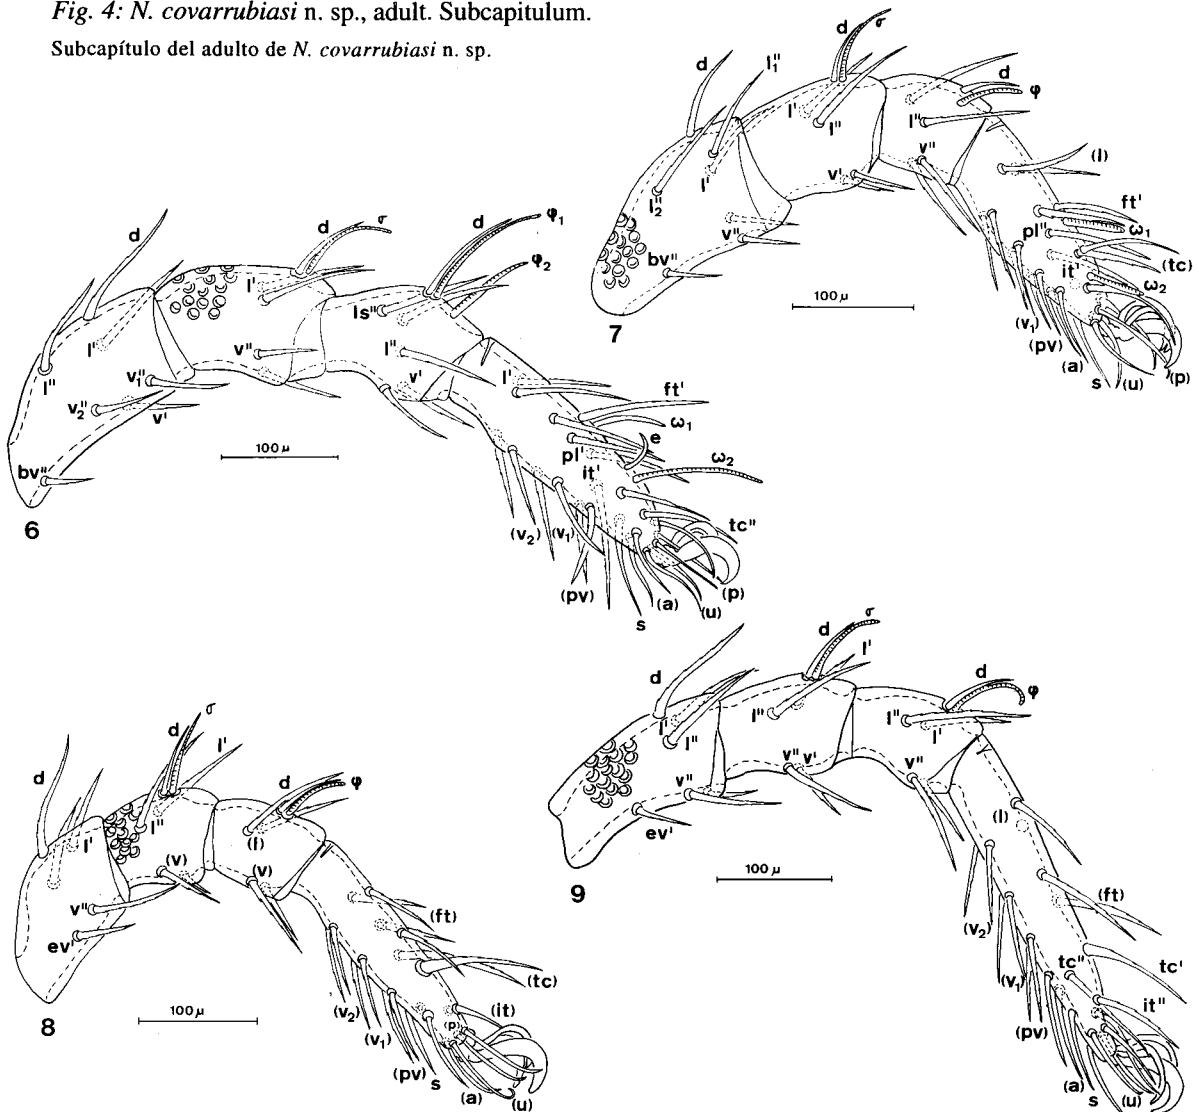 Fig. 4: N. covarrubiasi n. sp., adult. Subcapitulum.
Subcapítulo del adulto de N. covarrubiasi n. sp.
d l₁" d σ d φ
l' l" l"
l₂" l' v' v" (l)
v" ft'
bv" pl" ω₁
it' (tc)
ω₂
100 µ
7
(v₁)
(pv)
(a) s (u) (p)
d d σ d φ₁
φ₂
l' ls"
l" v" l"
l" v₁" v' l'
v₂" v' ft'
ω₁
e
bv" 100 µ pl' ω₂
it'
6
(v₂) (v₁) tc"
(pv) (p)
(a) (u)
s
d d σ l' d φ
l' l" (l)
(v) (v)
v" (ft)
ev' (tc)
(v₂) (it)
100 µ (v₁) p
8
(pv) s
(a) (u)
d d σ l' d φ
l' l" l" l" l'
v" v" v' v"
ev' (l)
100 µ
9
(ft)
(v₂)
tc" tc'
(v₁) it"
(pv)
(a) s (u)